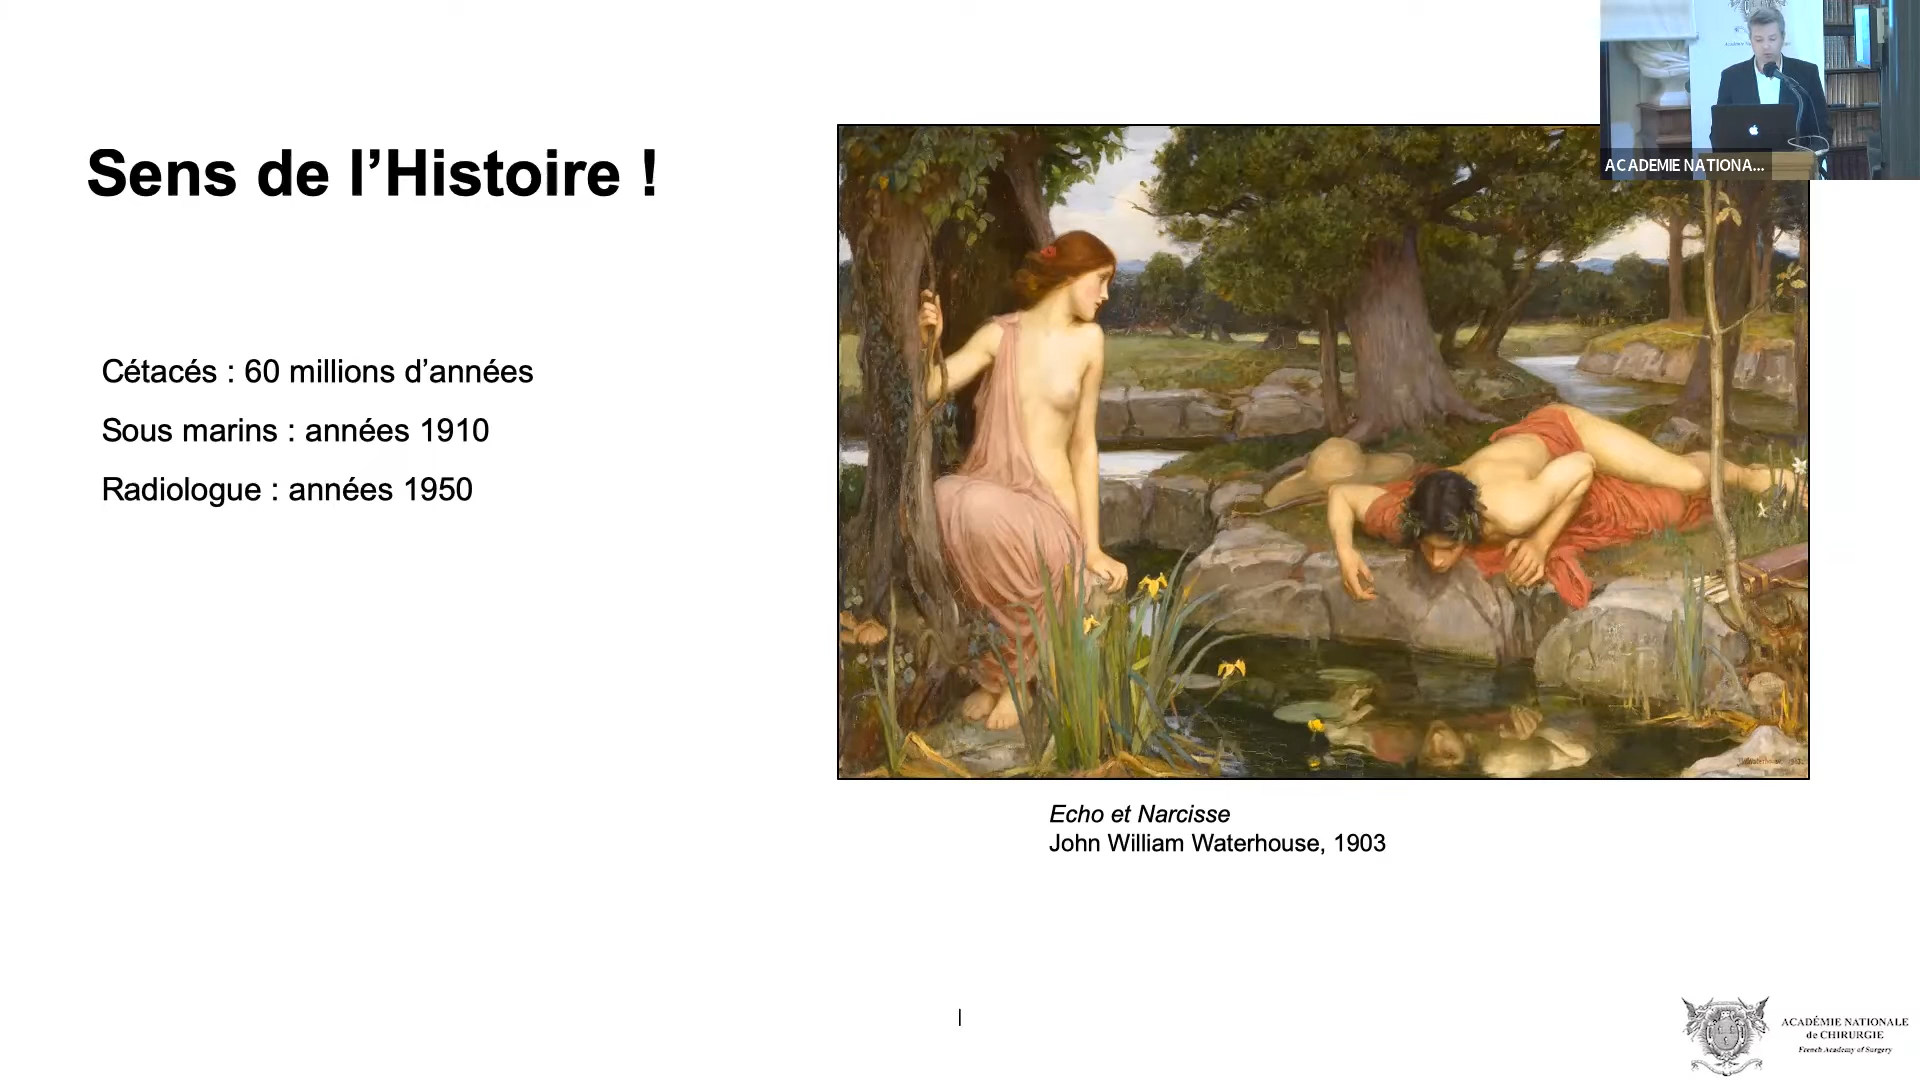 Sens de l’Histoire !
Cétacés : 60 millions d’années
Sous marins : années 1910
Radiologue : années 1950
Echo et Narcisse
John William Waterhouse, 1903
ACADEMIE NATIONA...
ACADÉMIE NATIONALE
de CHIRURGIE
French Academy of Surgery